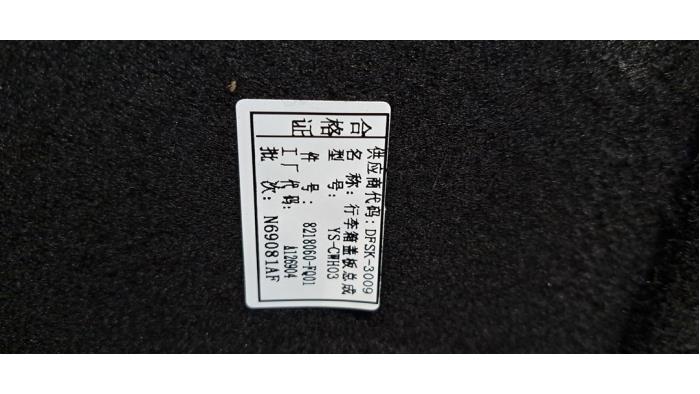 合格证
供应商代码: DFSK-3009
名 称: 行李箱盖板总成
型 号: YS-CWH03
件 号: 8218060-FQ01
工厂代码: A126904
批 次: N69081AF